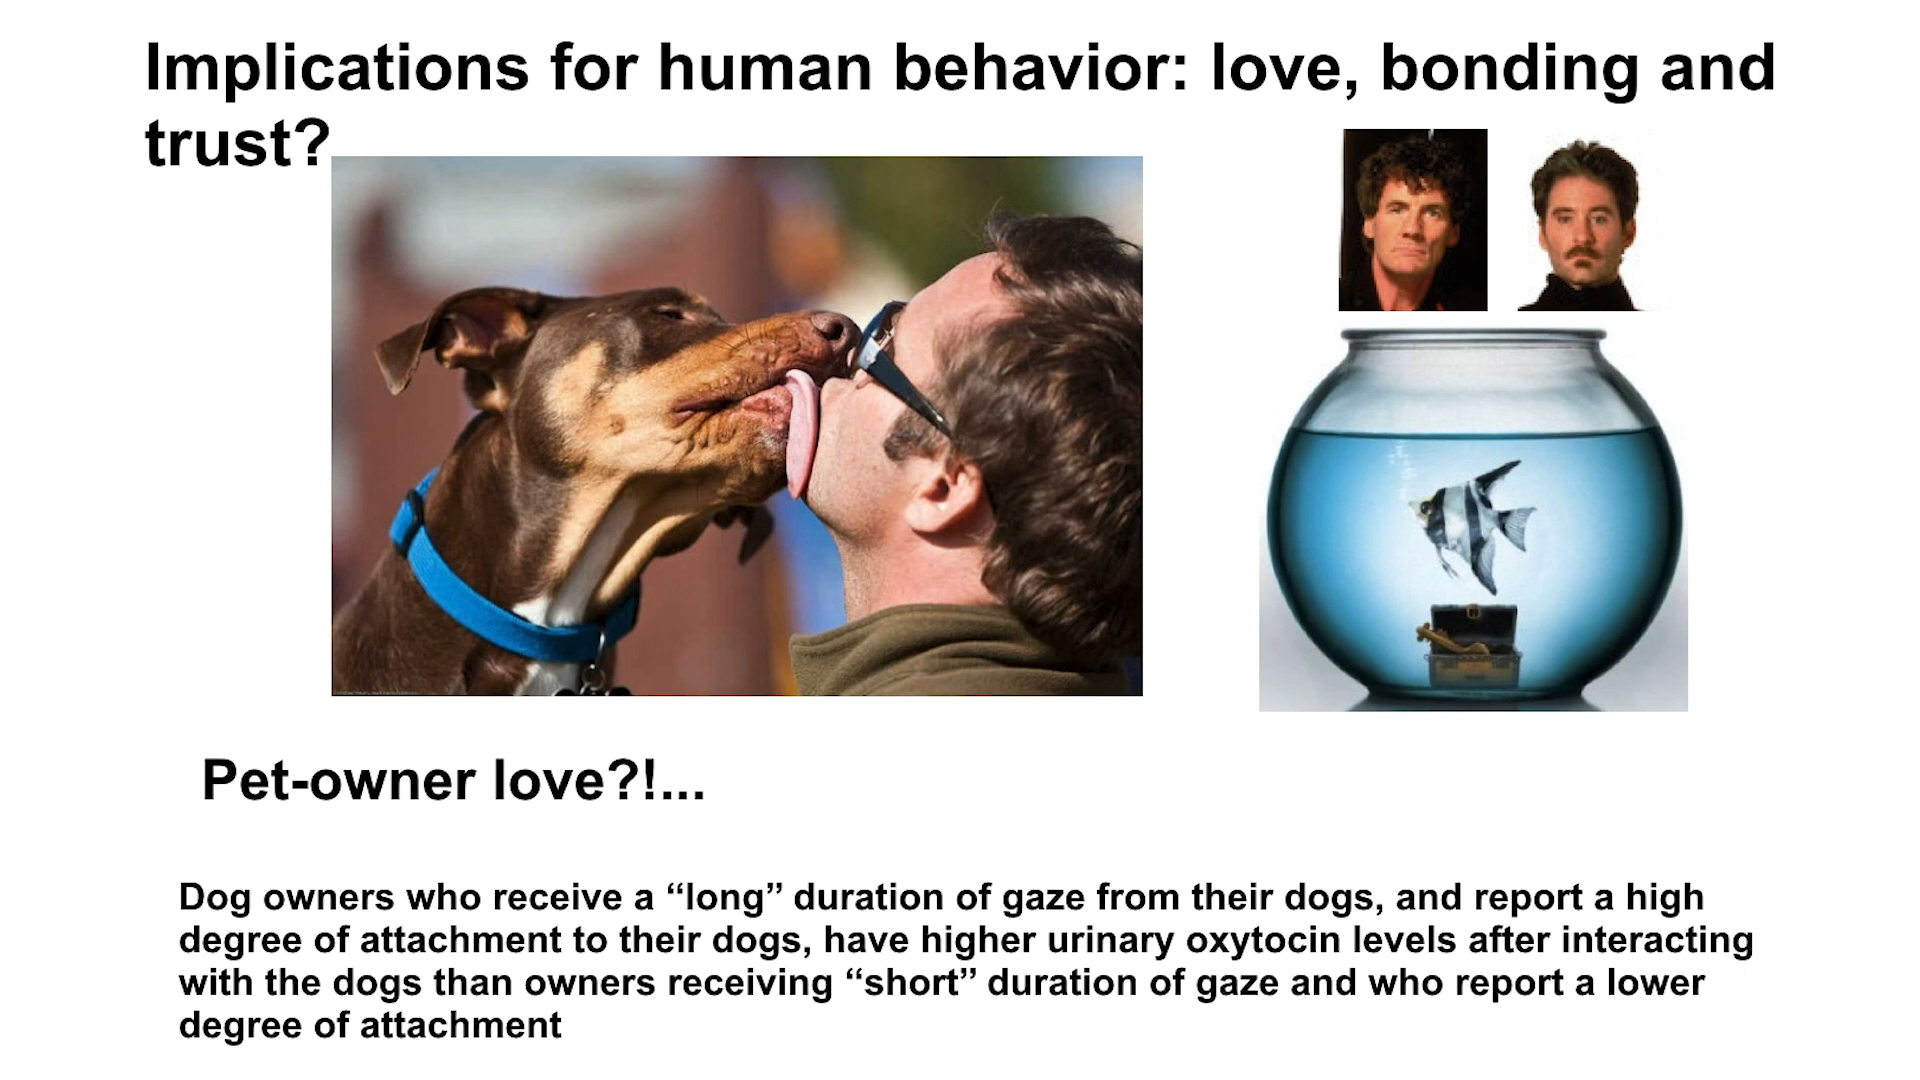 Implications for human behavior: love, bonding and
trust?
Pet-owner love?!...
Dog owners who receive a “long” duration of gaze from their dogs, and report a high
degree of attachment to their dogs, have higher urinary oxytocin levels after interacting
with the dogs than owners receiving “short” duration of gaze and who report a lower
degree of attachment